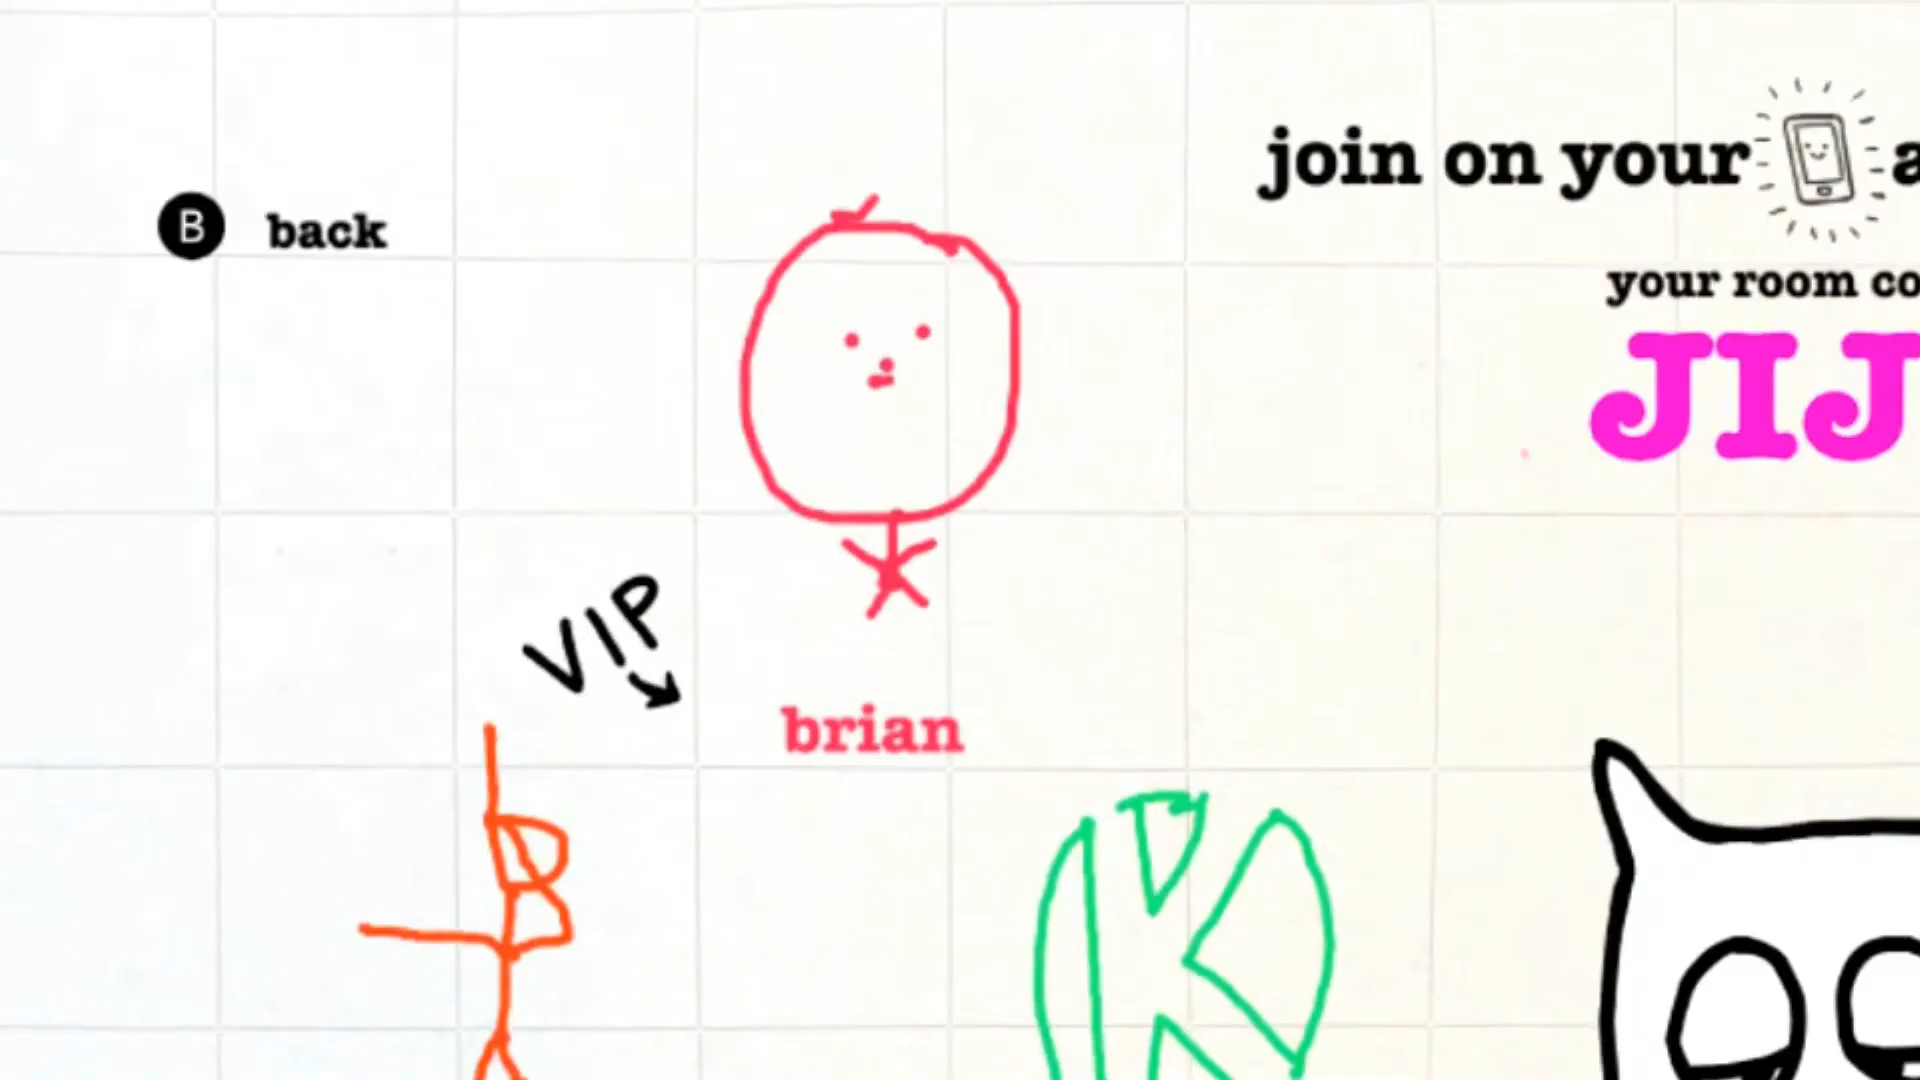 join on your
B back
your room co
JIJ
VIP
brian
B
K